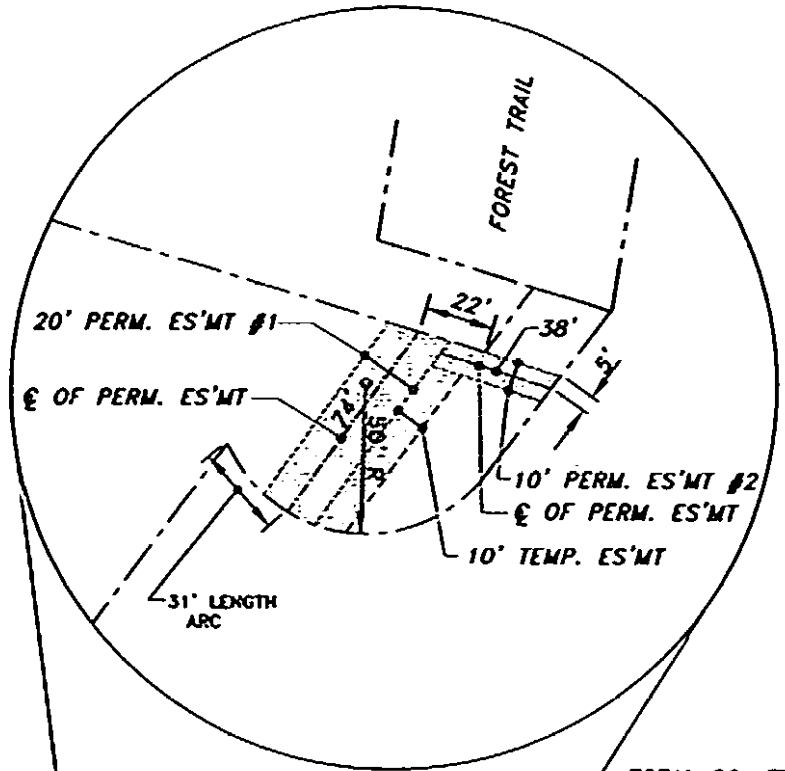 FOREST TRAIL
22'
20' PERM. ES'MT #1
38'
5'
℄ OF PERM. ES'MT
74'
50' R
10' PERM. ES'MT #2
℄ OF PERM. ES'MT
10' TEMP. ES'MT
31' LENGTH
ARC